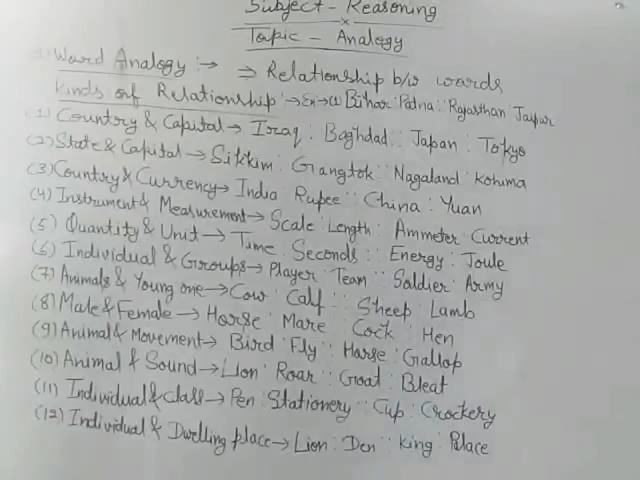 Subject - Reasoning
×
Topic - Analogy
Word Analogy :→ ⇒ Relationship b/w words
Kinds of Relationship → Ex → (1) Bihar : Patna :: Rajasthan : Jaipur
(1) Country & Capital → Iraq : Baghdad :: Japan : Tokyo
(2) State & Capital → Sikkim : Gangtok :: Nagaland : Kohima
(3) Country & Currency → India : Rupee :: China : Yuan
(4) Instrument & Measurement → Scale : Length :: Ammeter : Current
(5) Quantity & Unit → Time : Seconds :: Energy : Joule
(6) Individual & Groups → Player : Team :: Soldier : Army
(7) Animals & Young one → Cow : Calf :: Sheep : Lamb
(8) Male & Female → Horse : Mare :: Cock : Hen
(9) Animal & Movement → Bird : Fly :: Horse : Gallop
(10) Animal & Sound → Lion : Roar :: Goat : Bleat
(11) Individual & Class → Pen : Stationery :: Cup : Crockery
(12) Individual & Dwelling place → Lion : Den :: King : Palace